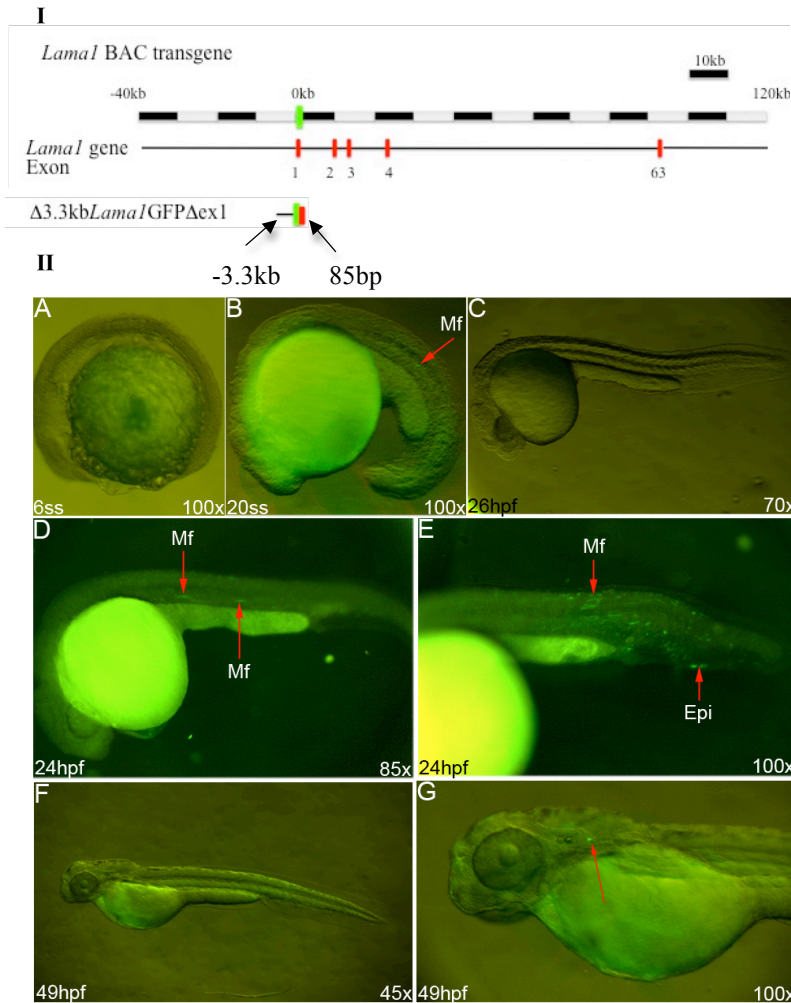 I
Lama1 BAC transgene
10kb
-40kb 0kb 120kb
Lama1 gene
Exon
1 2 3 4 63
Δ3.3kbLama1GFPΔex1
-3.3kb 85bp
II
A B C
Mf
6ss 100x 20ss 100x 26hpf 70x
D E
Mf Mf
Mf
Epi
24hpf 85x 24hpf 100x
F G
49hpf 45x 49hpf 100x